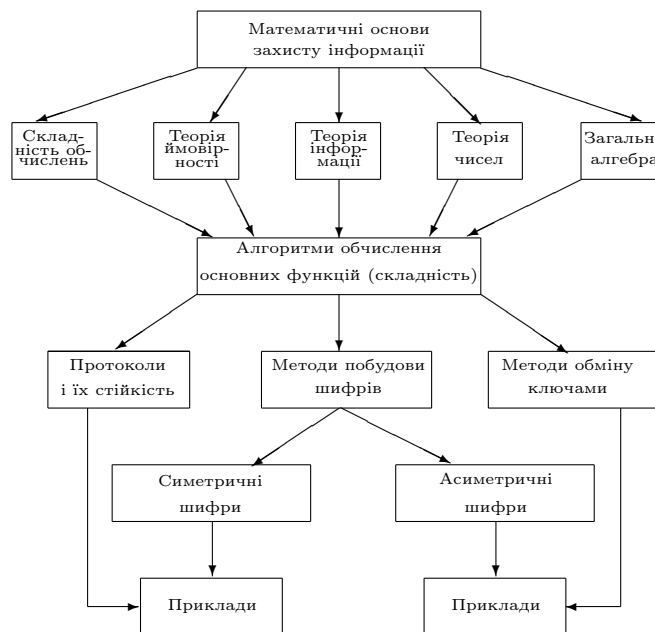 Математичні основи
захисту інформації
Склад-
ність об-
числень
Теорія
ймовір-
ності
Теорія
інфор-
мації
Теорія
чисел
Загальна
алгебра
Алгоритми обчислення
основних функцій (складність)
Протоколи
і їх стійкість
Методи побудови
шифрів
Методи обміну
ключами
Симетричні
шифри
Асиметричні
шифри
Приклади
Приклади